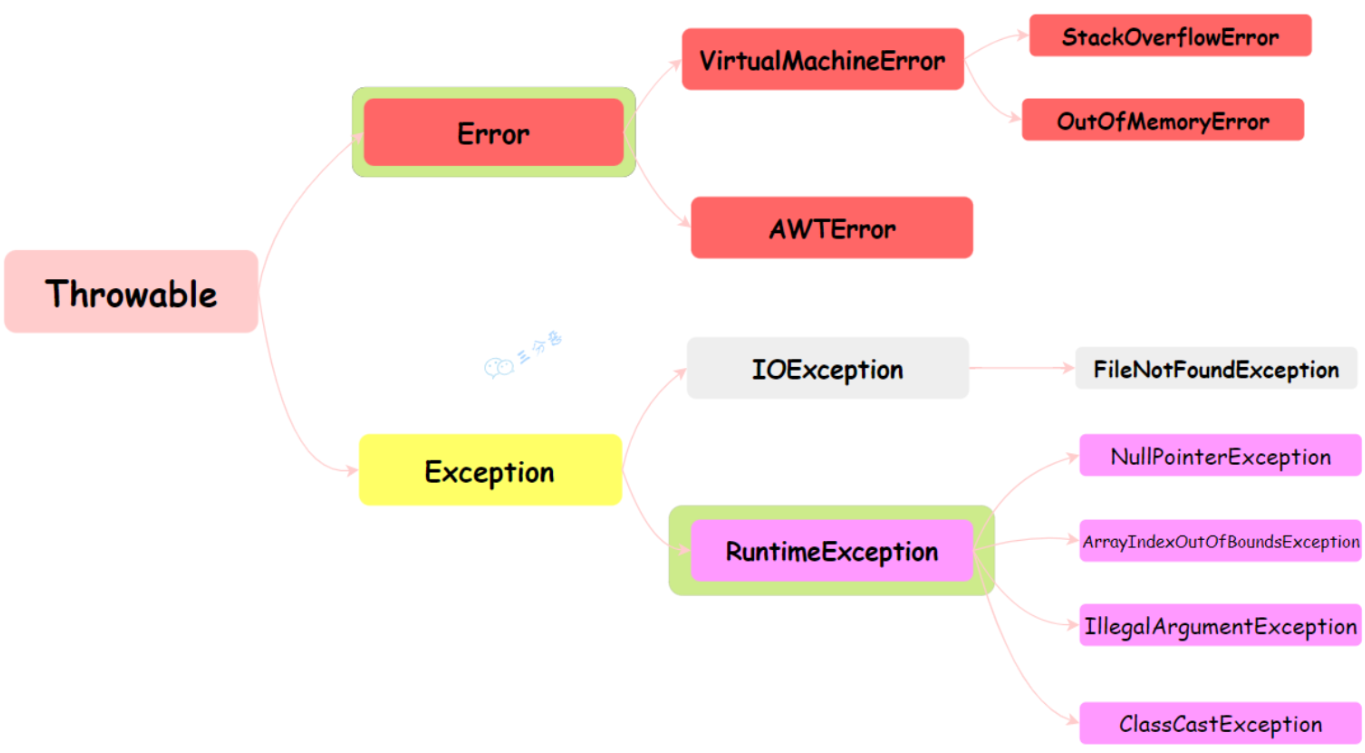 StackOverflowError
VirtualMachineError
OutOfMemoryError
Error
AWTError
Throwable
三分恶
IOException
FileNotFoundException
NullPointerException
Exception
ArrayIndexOutOfBoundsException
RuntimeException
IllegalArgumentException
ClassCastException